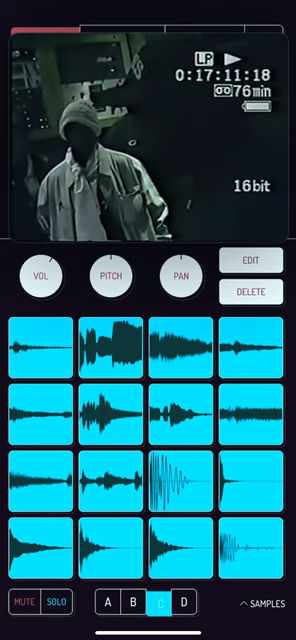 LP
0:17:11:18
76min
16bit
VOL PITCH PAN EDIT
DELETE
MUTE SOLO A B C D SAMPLES